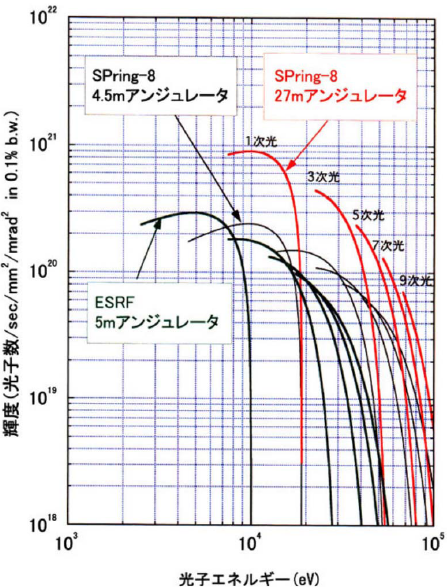 10²²
10²¹
10²⁰
10¹⁹
10¹⁸
輝度(光子数/sec/mm²/mrad² in 0.1% b.w.)
SPring-8
4.5mアンジュレータ
SPring-8
27mアンジュレータ
1次光
3次光
5次光
7次光
9次光
ESRF
5mアンジュレータ
10³
10⁴
10⁵
光子エネルギー(eV)